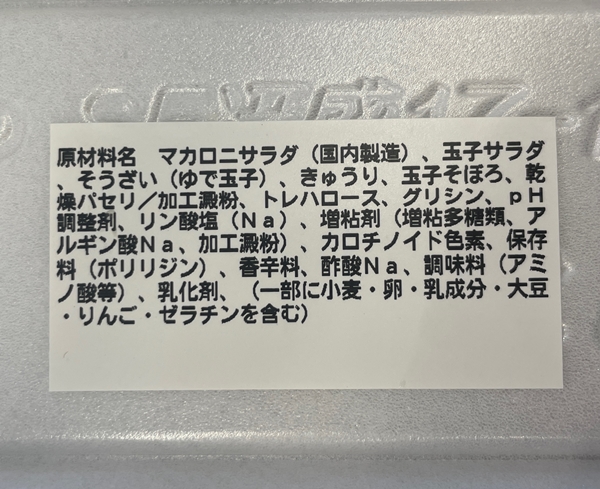 原材料名　マカロニサラダ（国内製造）、玉子サラダ
、そうざい（ゆで玉子）、きゅうり、玉子そぼろ、乾
燥パセリ／加工澱粉、トレハロース、グリシン、ｐＨ
調整剤、リン酸塩（Ｎａ）、増粘剤（増粘多糖類、ア
ルギン酸Ｎａ、加工澱粉）、カロチノイド色素、保存
料（ポリリジン）、香辛料、酢酸Ｎａ、調味料（アミ
ノ酸等）、乳化剤、（一部に小麦・卵・乳成分・大豆
・りんご・ゼラチンを含む）